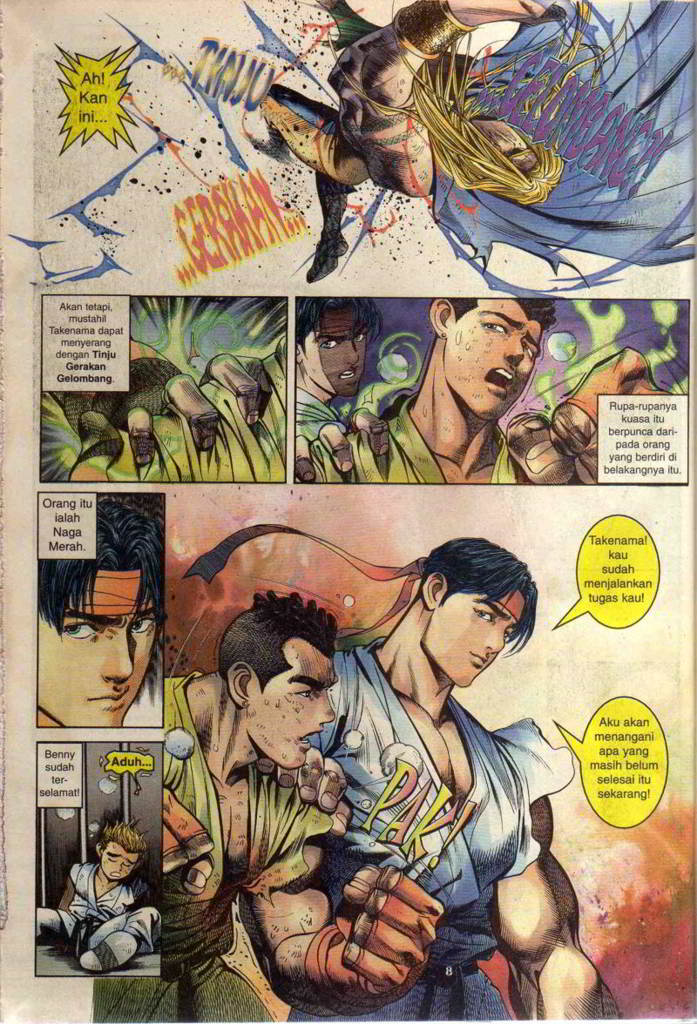 Ah!
Kan
ini...
...TINJU
...GERAKAN...
...GELOMBANG!!
Akan tetapi,
mustahil
Takenama dapat
menyerang
dengan Tinju
Gerakan
Gelombang.
Rupa-rupanya
kuasa itu
berpunca dari-
pada orang
yang berdiri di
belakangnya itu.
Orang itu
ialah
Naga
Merah.
Takenama!
kau
sudah
menjalankan
tugas kau!
Aku akan
menangani
apa yang
masih belum
selesai itu
sekarang!
Benny
sudah
ter-
selamat!
Aduh...
PAK!
8